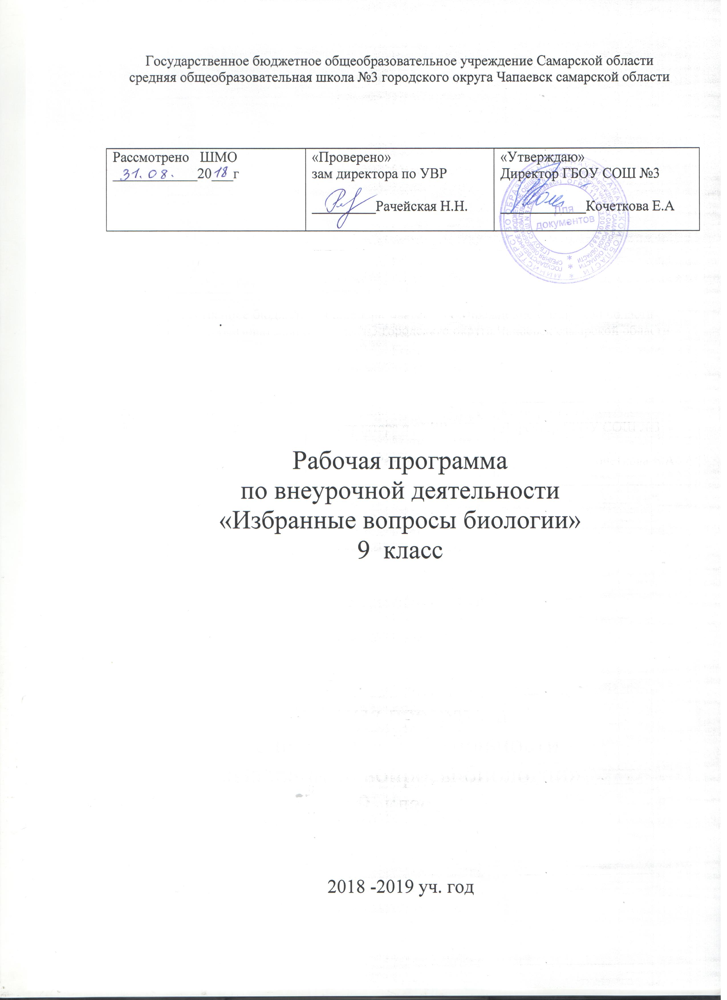 Государственное бюджетное общеобразовательное учреждение Самарской области
средняя общеобразовательная школа №3 городского округа Чапаевск самарской области
Рассмотрено ШМО
31.08. 2018 г
«Проверено»
зам директора по УВР
Рачейская Н.Н.
«Утверждаю»
Директор ГБОУ СОШ №3
Кочеткова Е.А
Для
документов
Рабочая программа
по внеурочной деятельности
«Избранные вопросы биологии»
9 класс
2018 -2019 уч. год